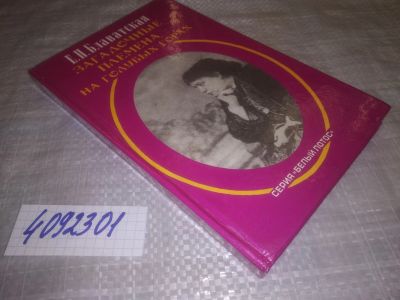 Е.П.Блаватская
ЗАГАДОЧНЫЕ
ПЛЕМЕНА
НА ГОЛУБЫХ ГОРАХ
СЕРИЯ «БЕЛЫЙ ЛОТОС»
4092301